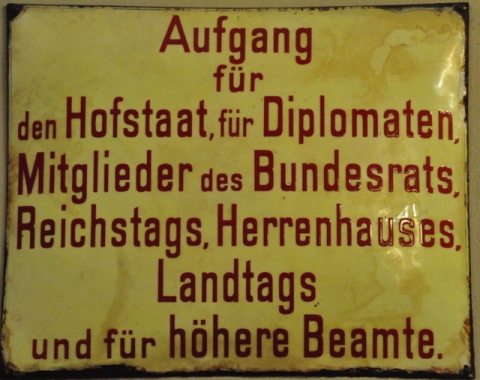 Aufgang
für
den Hofstaat, für Diplomaten,
Mitglieder des Bundesrats,
Reichstags, Herrenhauses,
Landtags
und für höhere Beamte.